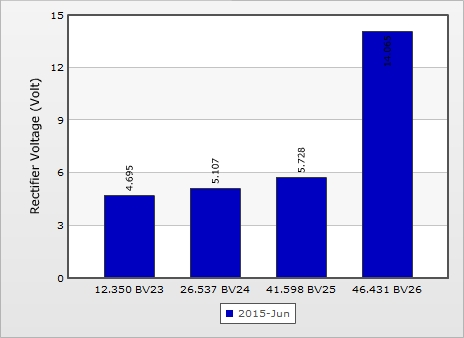 15
12
9
6
3
0
Rectifier Voltage (Volt)
4.695
5.107
5.728
12.350 BV23
26.537 BV24
41.598 BV25
46.431 BV26
2015-Jun